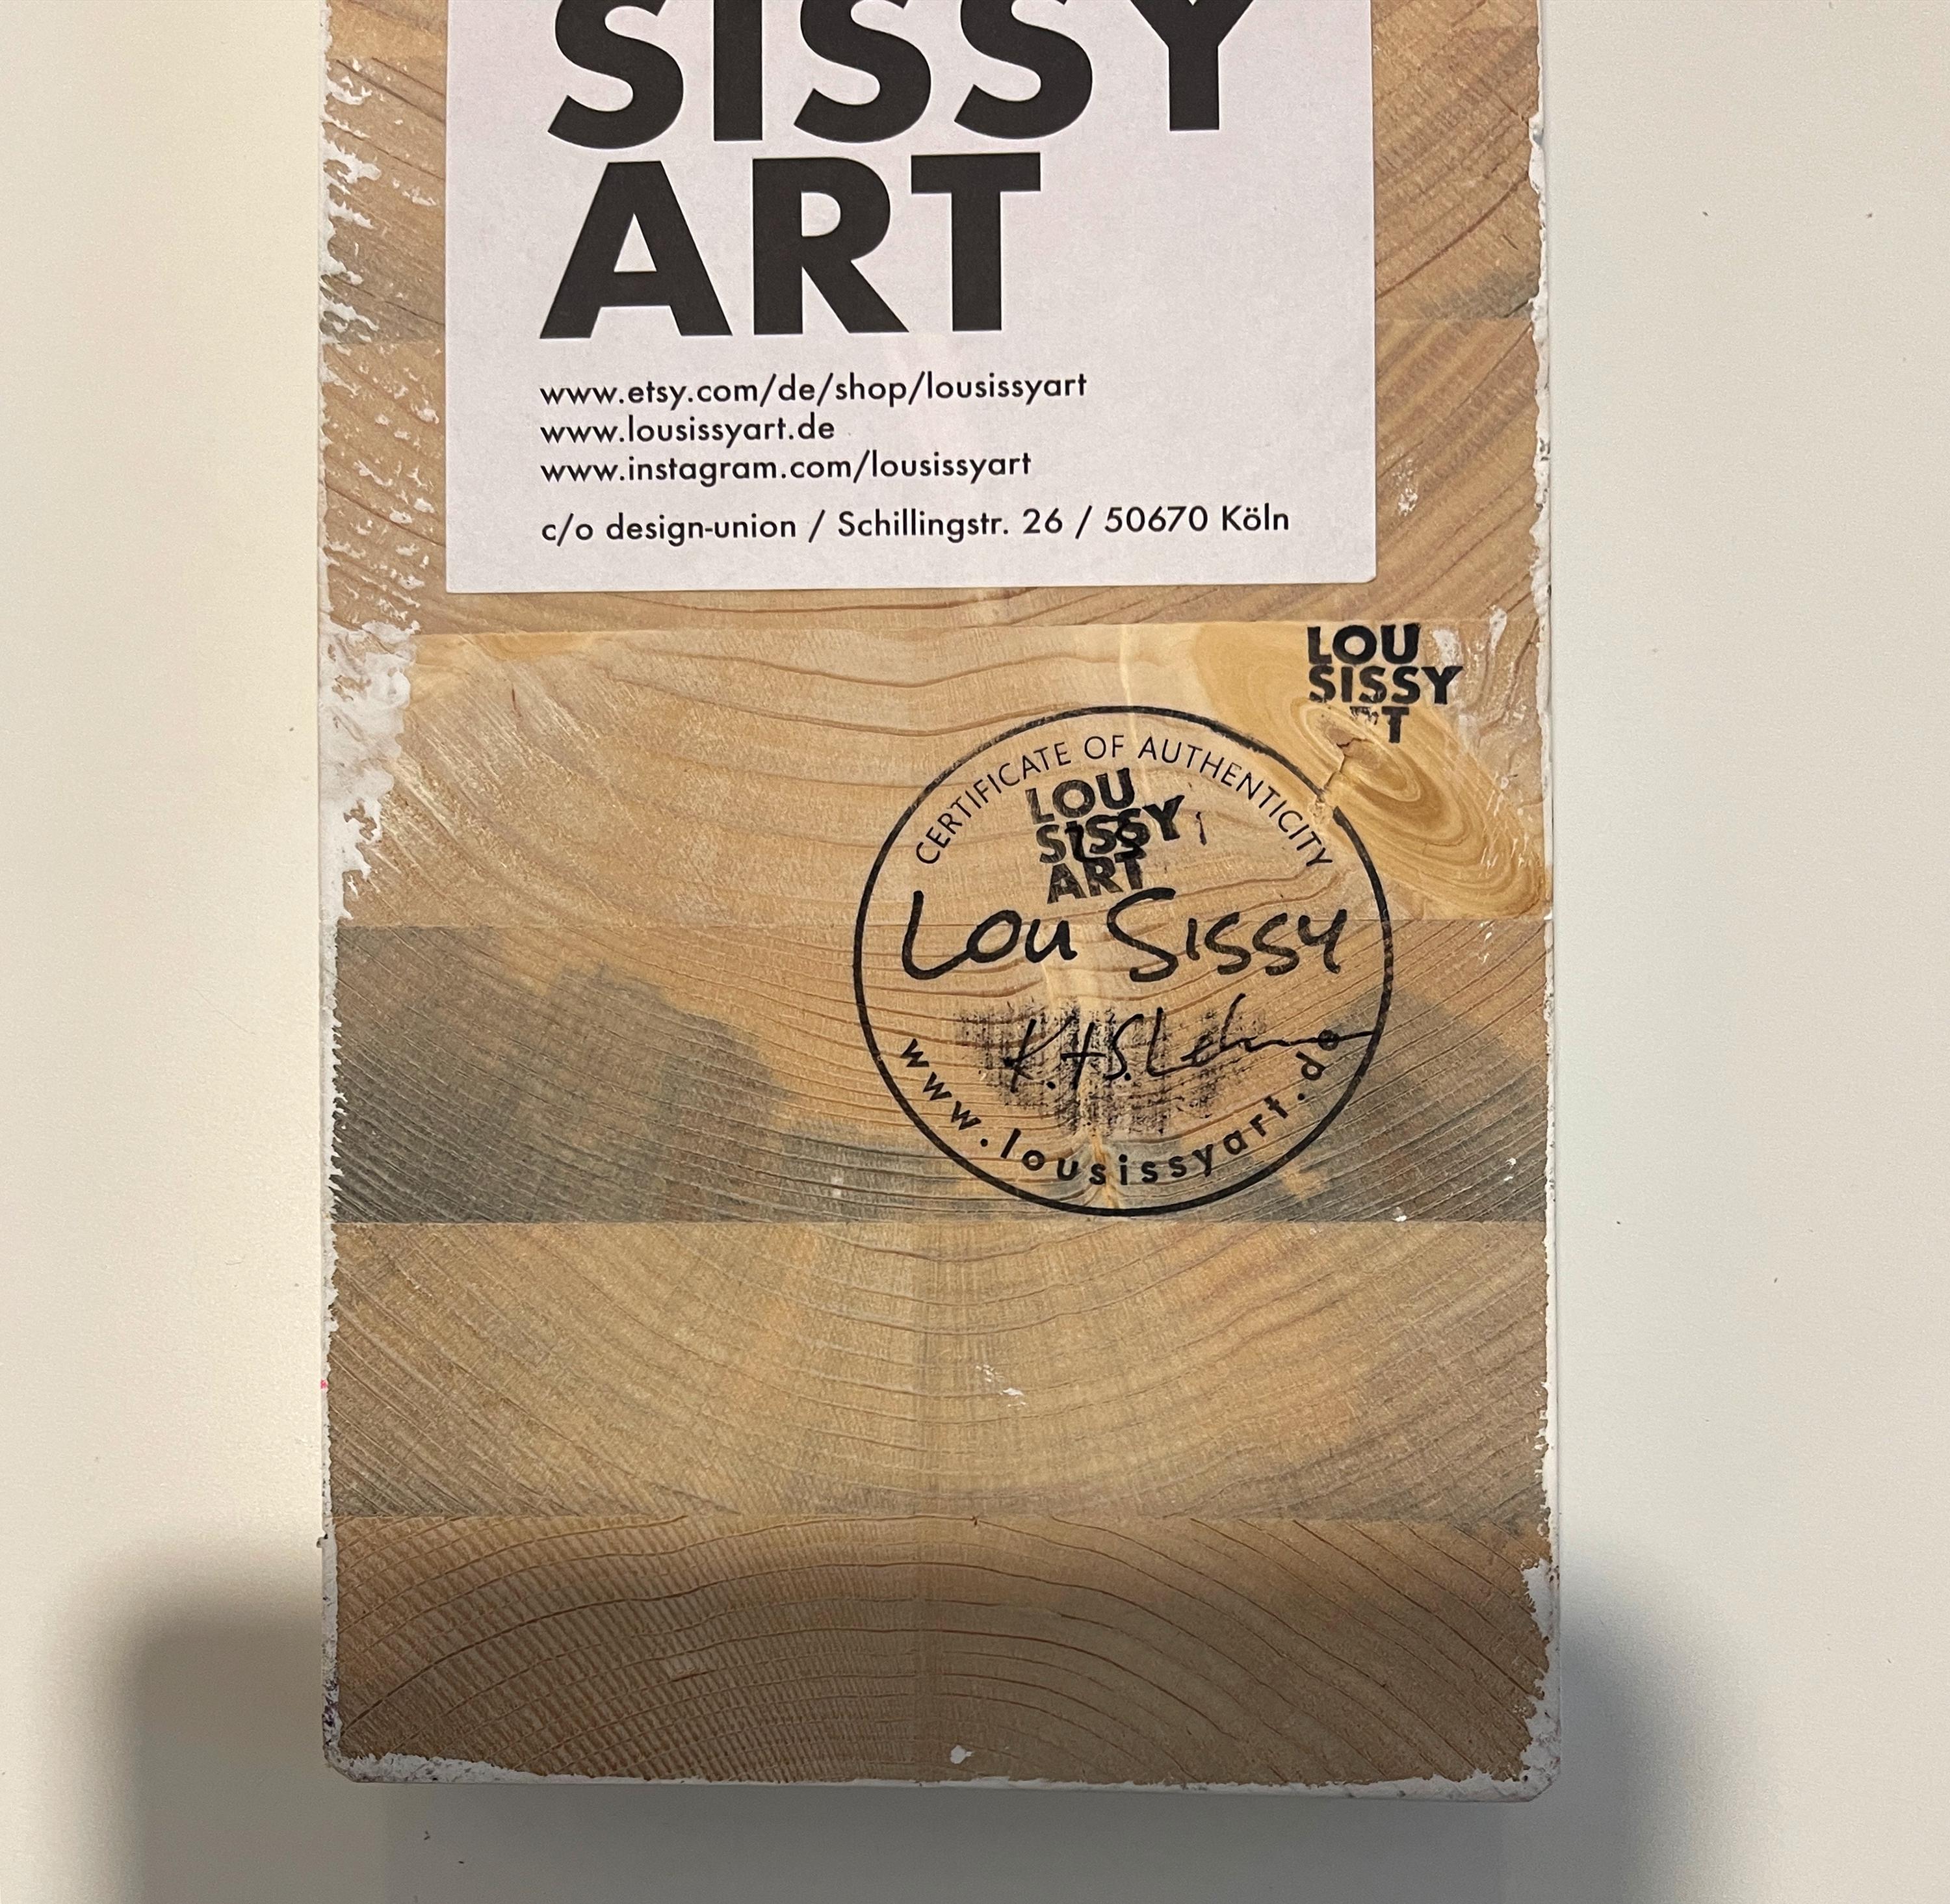 SISSY
ART
www.etsy.com/de/shop/lousissyart
www.lousissyart.de
www.instagram.com/lousissyart
c/o design-union / Schillingstr. 26 / 50670 Köln
LOU
SISSY
T
CERTIFICATE OF AUTHENTICITY
LOU
SISSY
ART
Lou Sissy
www.lousissyart.de